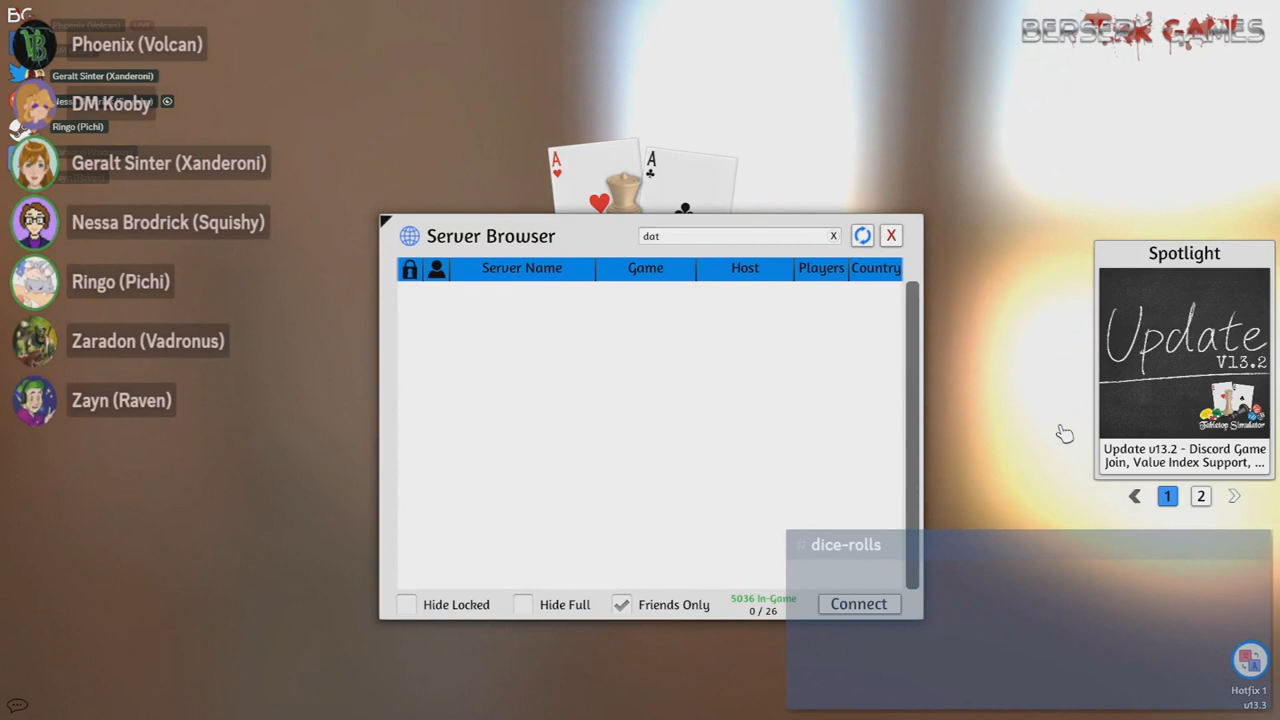 Phoenix (Volcan)
Geralt Sinter (Xanderoni)
DM Kooby
Ringo (Pichi)
Geralt Sinter (Xanderoni)
Nessa Brodrick (Squishy)
Ringo (Pichi)
Zaradon (Vadronus)
Zayn (Raven)
BERSERK GAMES
A
A
Server Browser
dat
X
X
Server Name
Game
Host
Players
Country
Hide Locked
Hide Full
Friends Only
5036 In-Game
0 / 26
Connect
Spotlight
Update
V13.2
Tabletop Simulator
Update v13.2 - Discord Game
Join, Value Index Support, ...
1
2
dice-rolls
Hotfix 1
v13.3